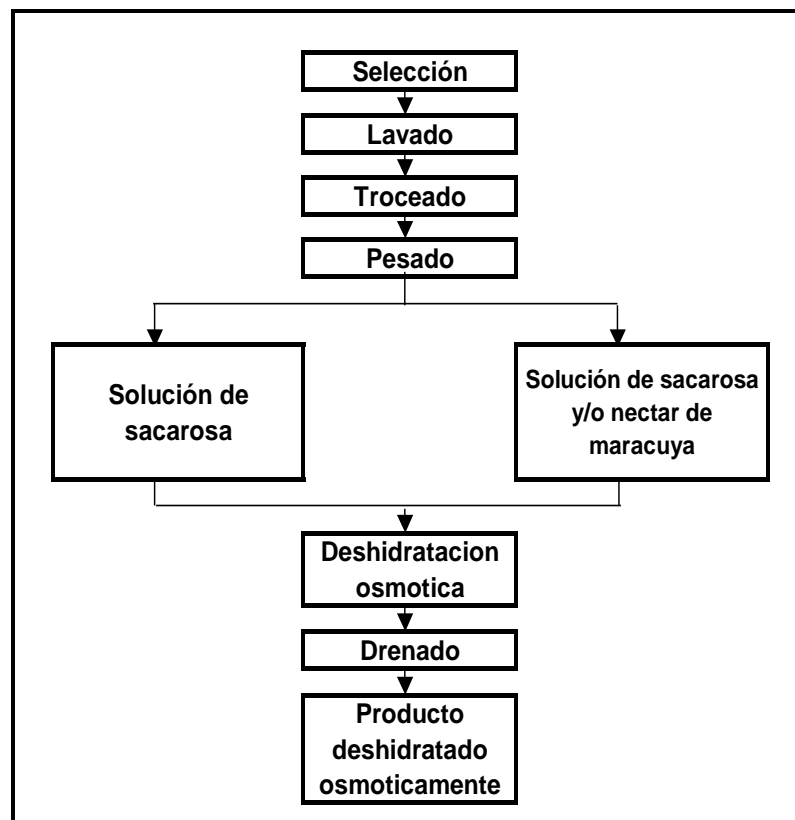 Selección
Lavado
Troceado
Pesado
Solución de
sacarosa
Solución de sacarosa
y/o nectar de
maracuya
Deshidratacion
osmotica
Drenado
Producto
deshidratado
osmoticamente